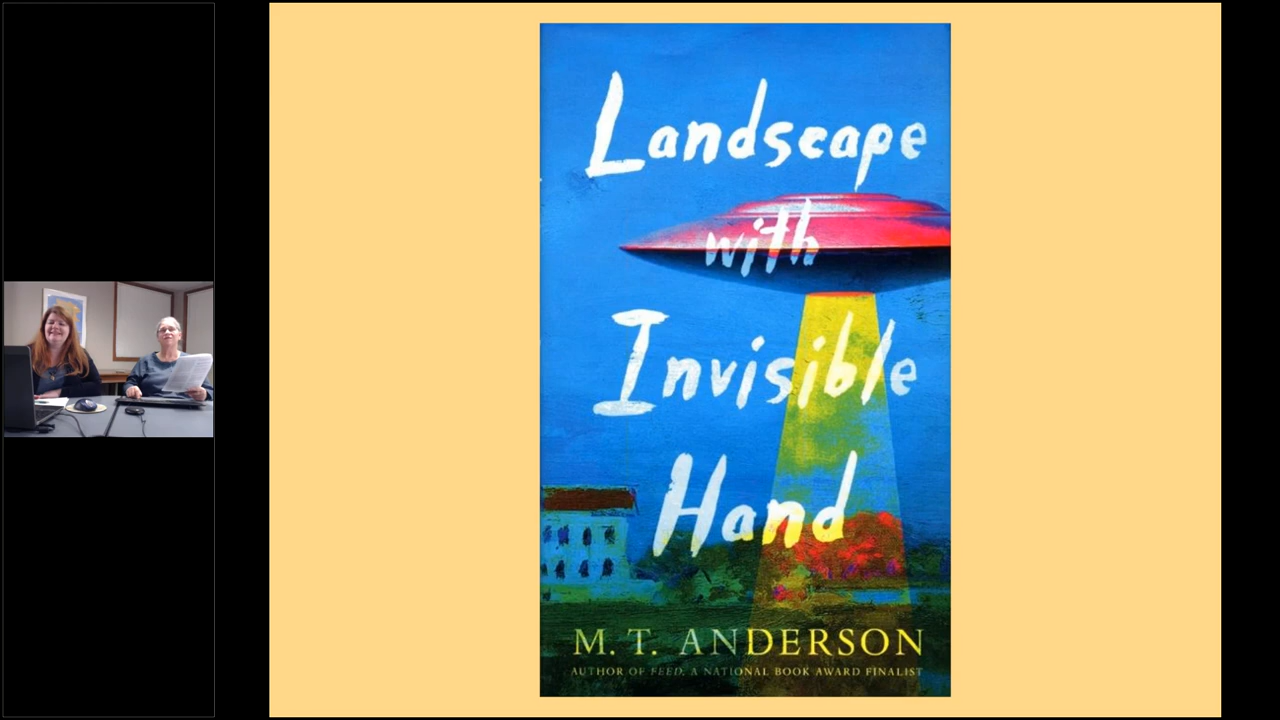 Landscape
with
Invisible
Hand
M. T. ANDERSON
AUTHOR OF FEED, A NATIONAL BOOK AWARD FINALIST